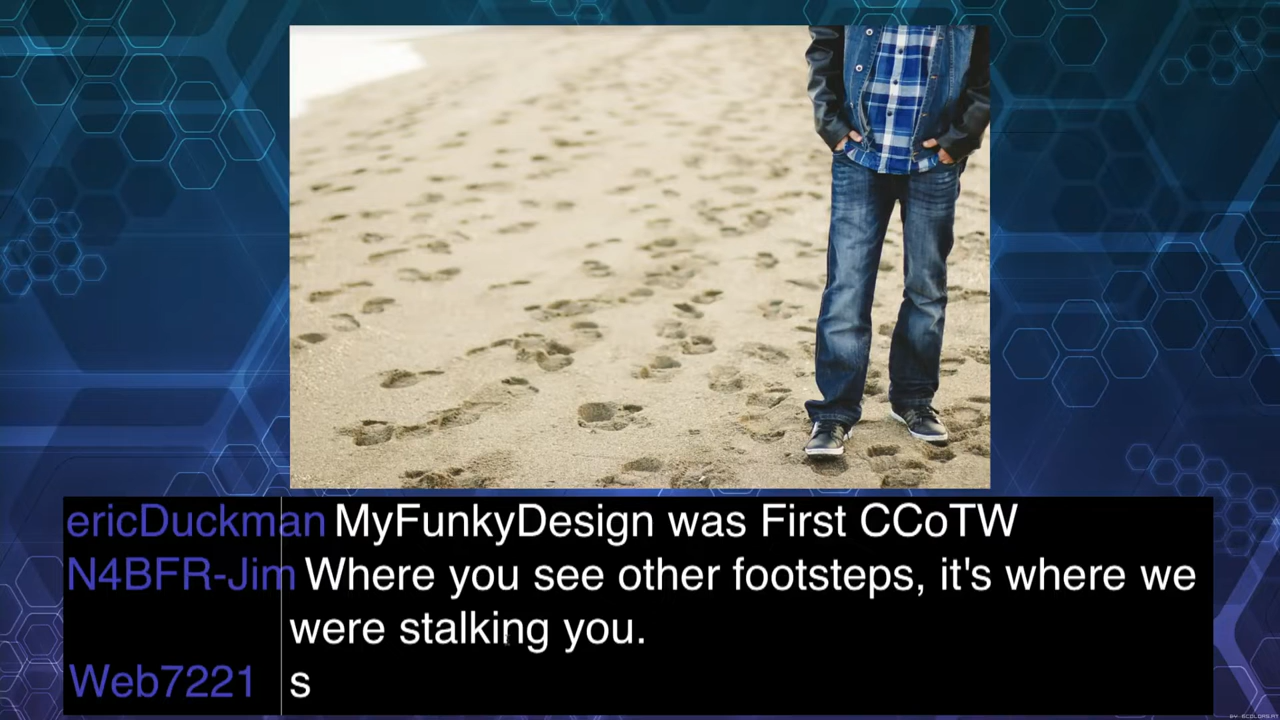 ericDuckman MyFunkyDesign was First CCoTW
N4BFR-Jim Where you see other footsteps, it's where we
were stalking you.
Web7221 s